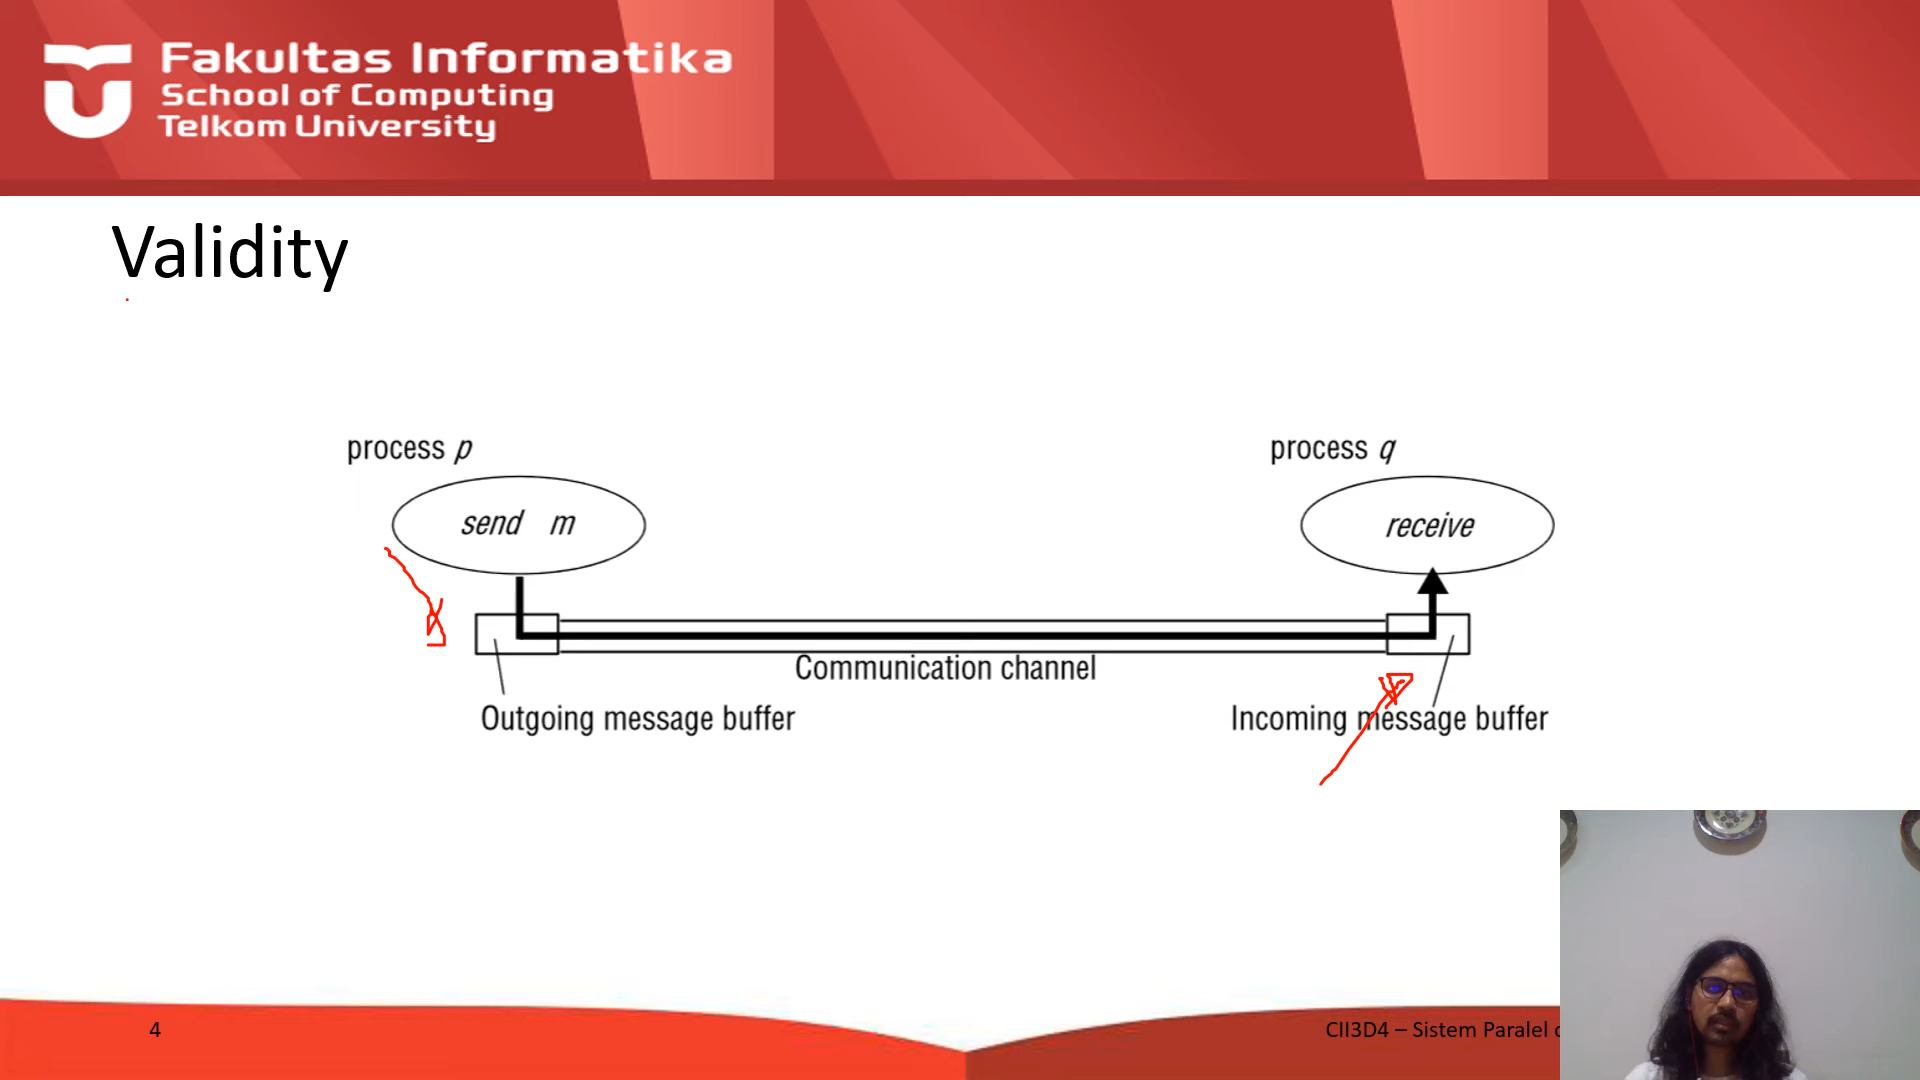 Fakultas Informatika
School of Computing
Telkom University
Validity
process p
process q
send m
receive
Communication channel
Outgoing message buffer
Incoming message buffer
4
CII3D4 – Sistem Paralel